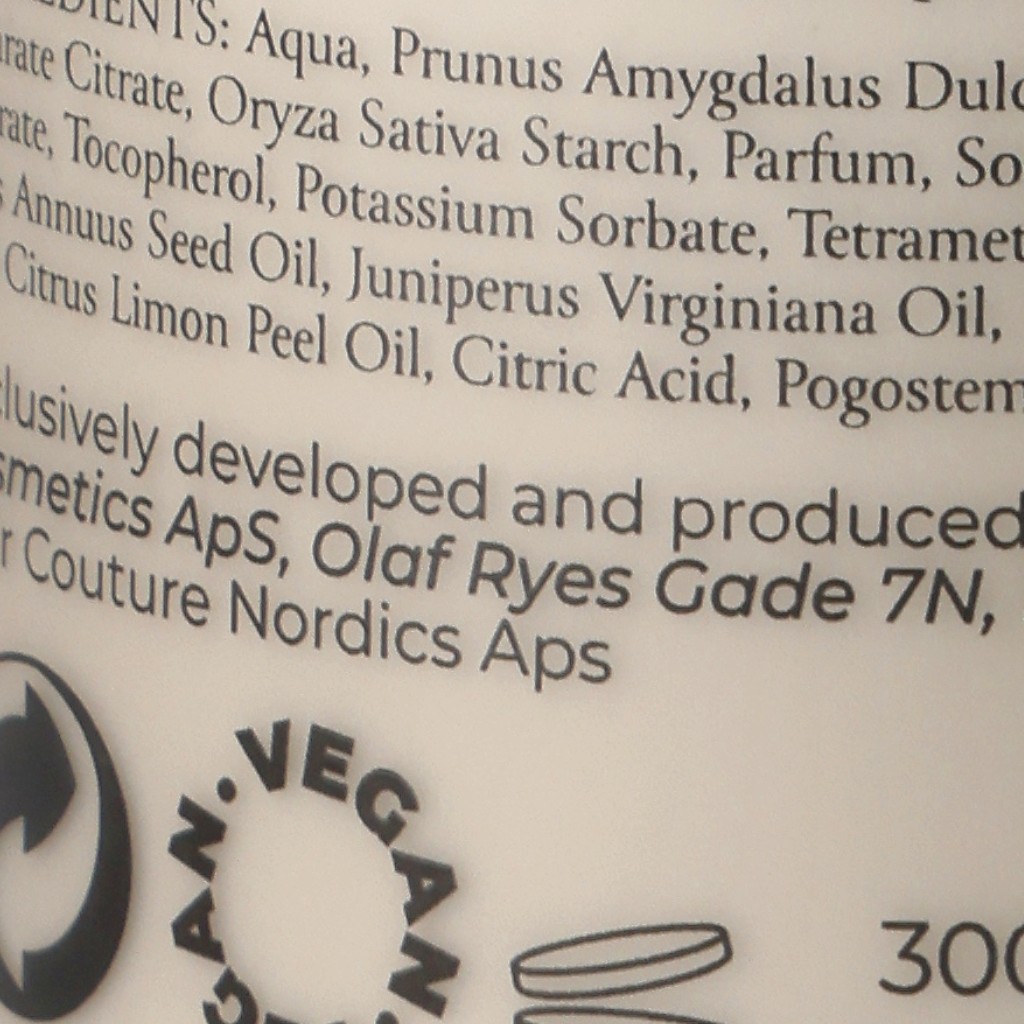 INGREDIENTS: Aqua, Prunus Amygdalus Dulc
rate Citrate, Oryza Sativa Starch, Parfum, So
rate, Tocopherol, Potassium Sorbate, Tetramet
s Annuus Seed Oil, Juniperus Virginiana Oil,
Citrus Limon Peel Oil, Citric Acid, Pogostem
clusively developed and produced
smetics ApS, Olaf Ryes Gade 7N,
r Couture Nordics Aps
VEGAN.
.VEGAN.
300